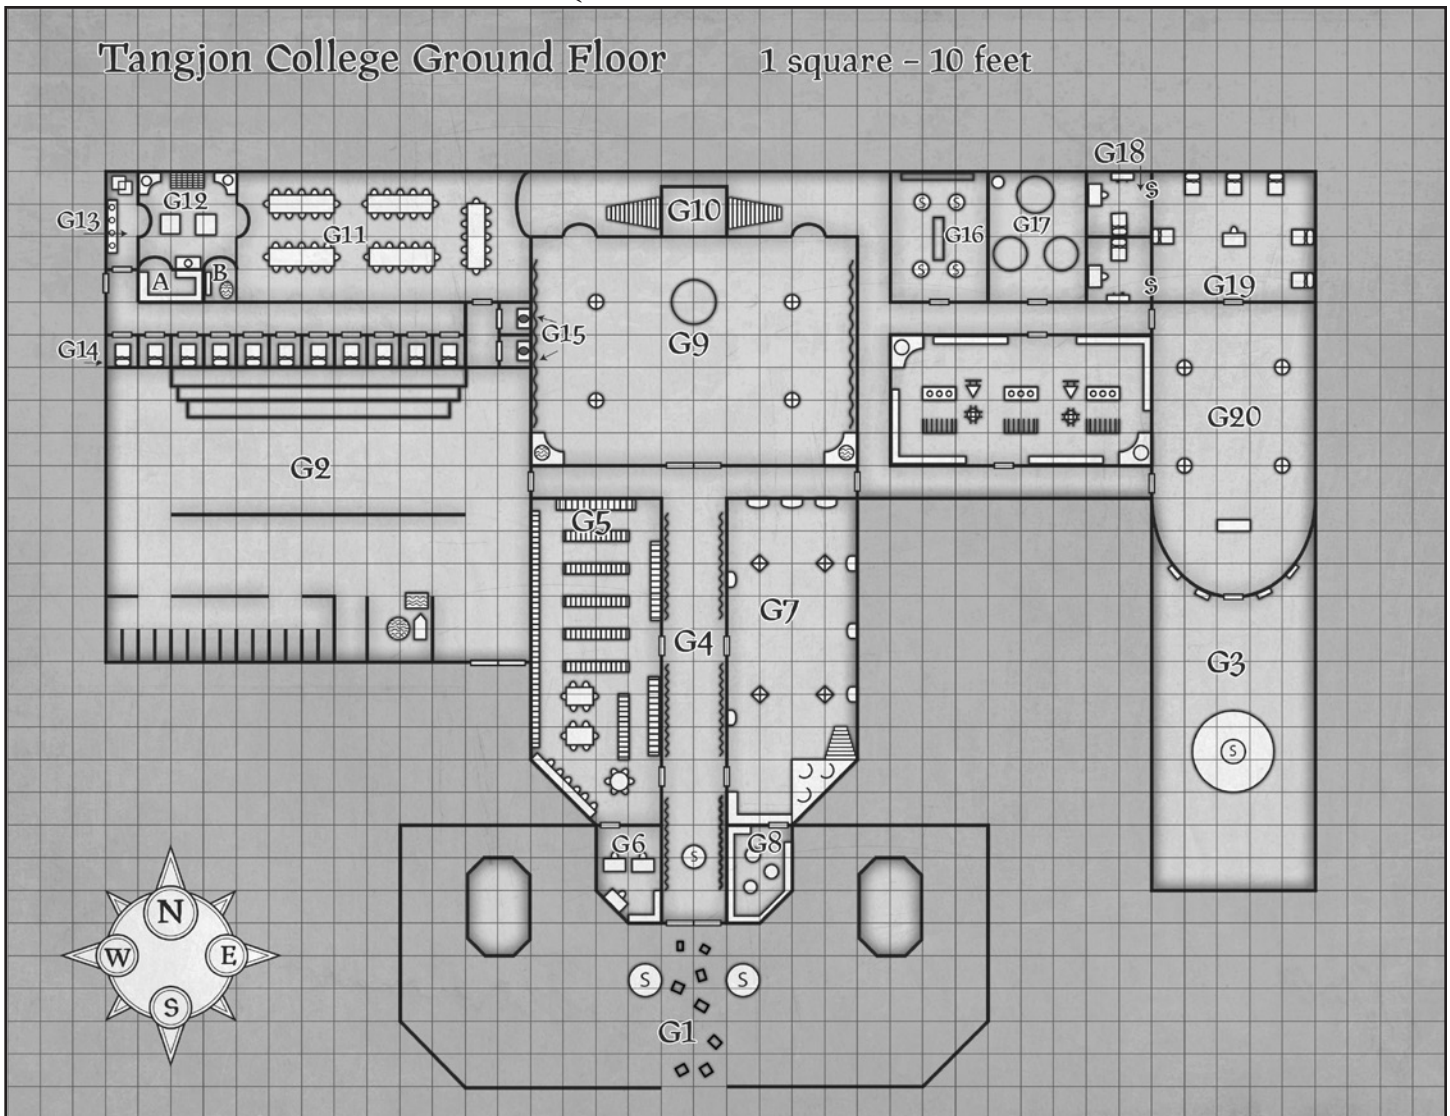 Tangjon College Ground Floor
1 square – 10 feet
G18
S
G12
G13
G11
G10
S S
G16
G17
A
B
S S
S
G19
G14
G15
G9
G20
G2
G5
G7
G4
G3
S
G6
G8
S
N
W
E
S
S
S
G1